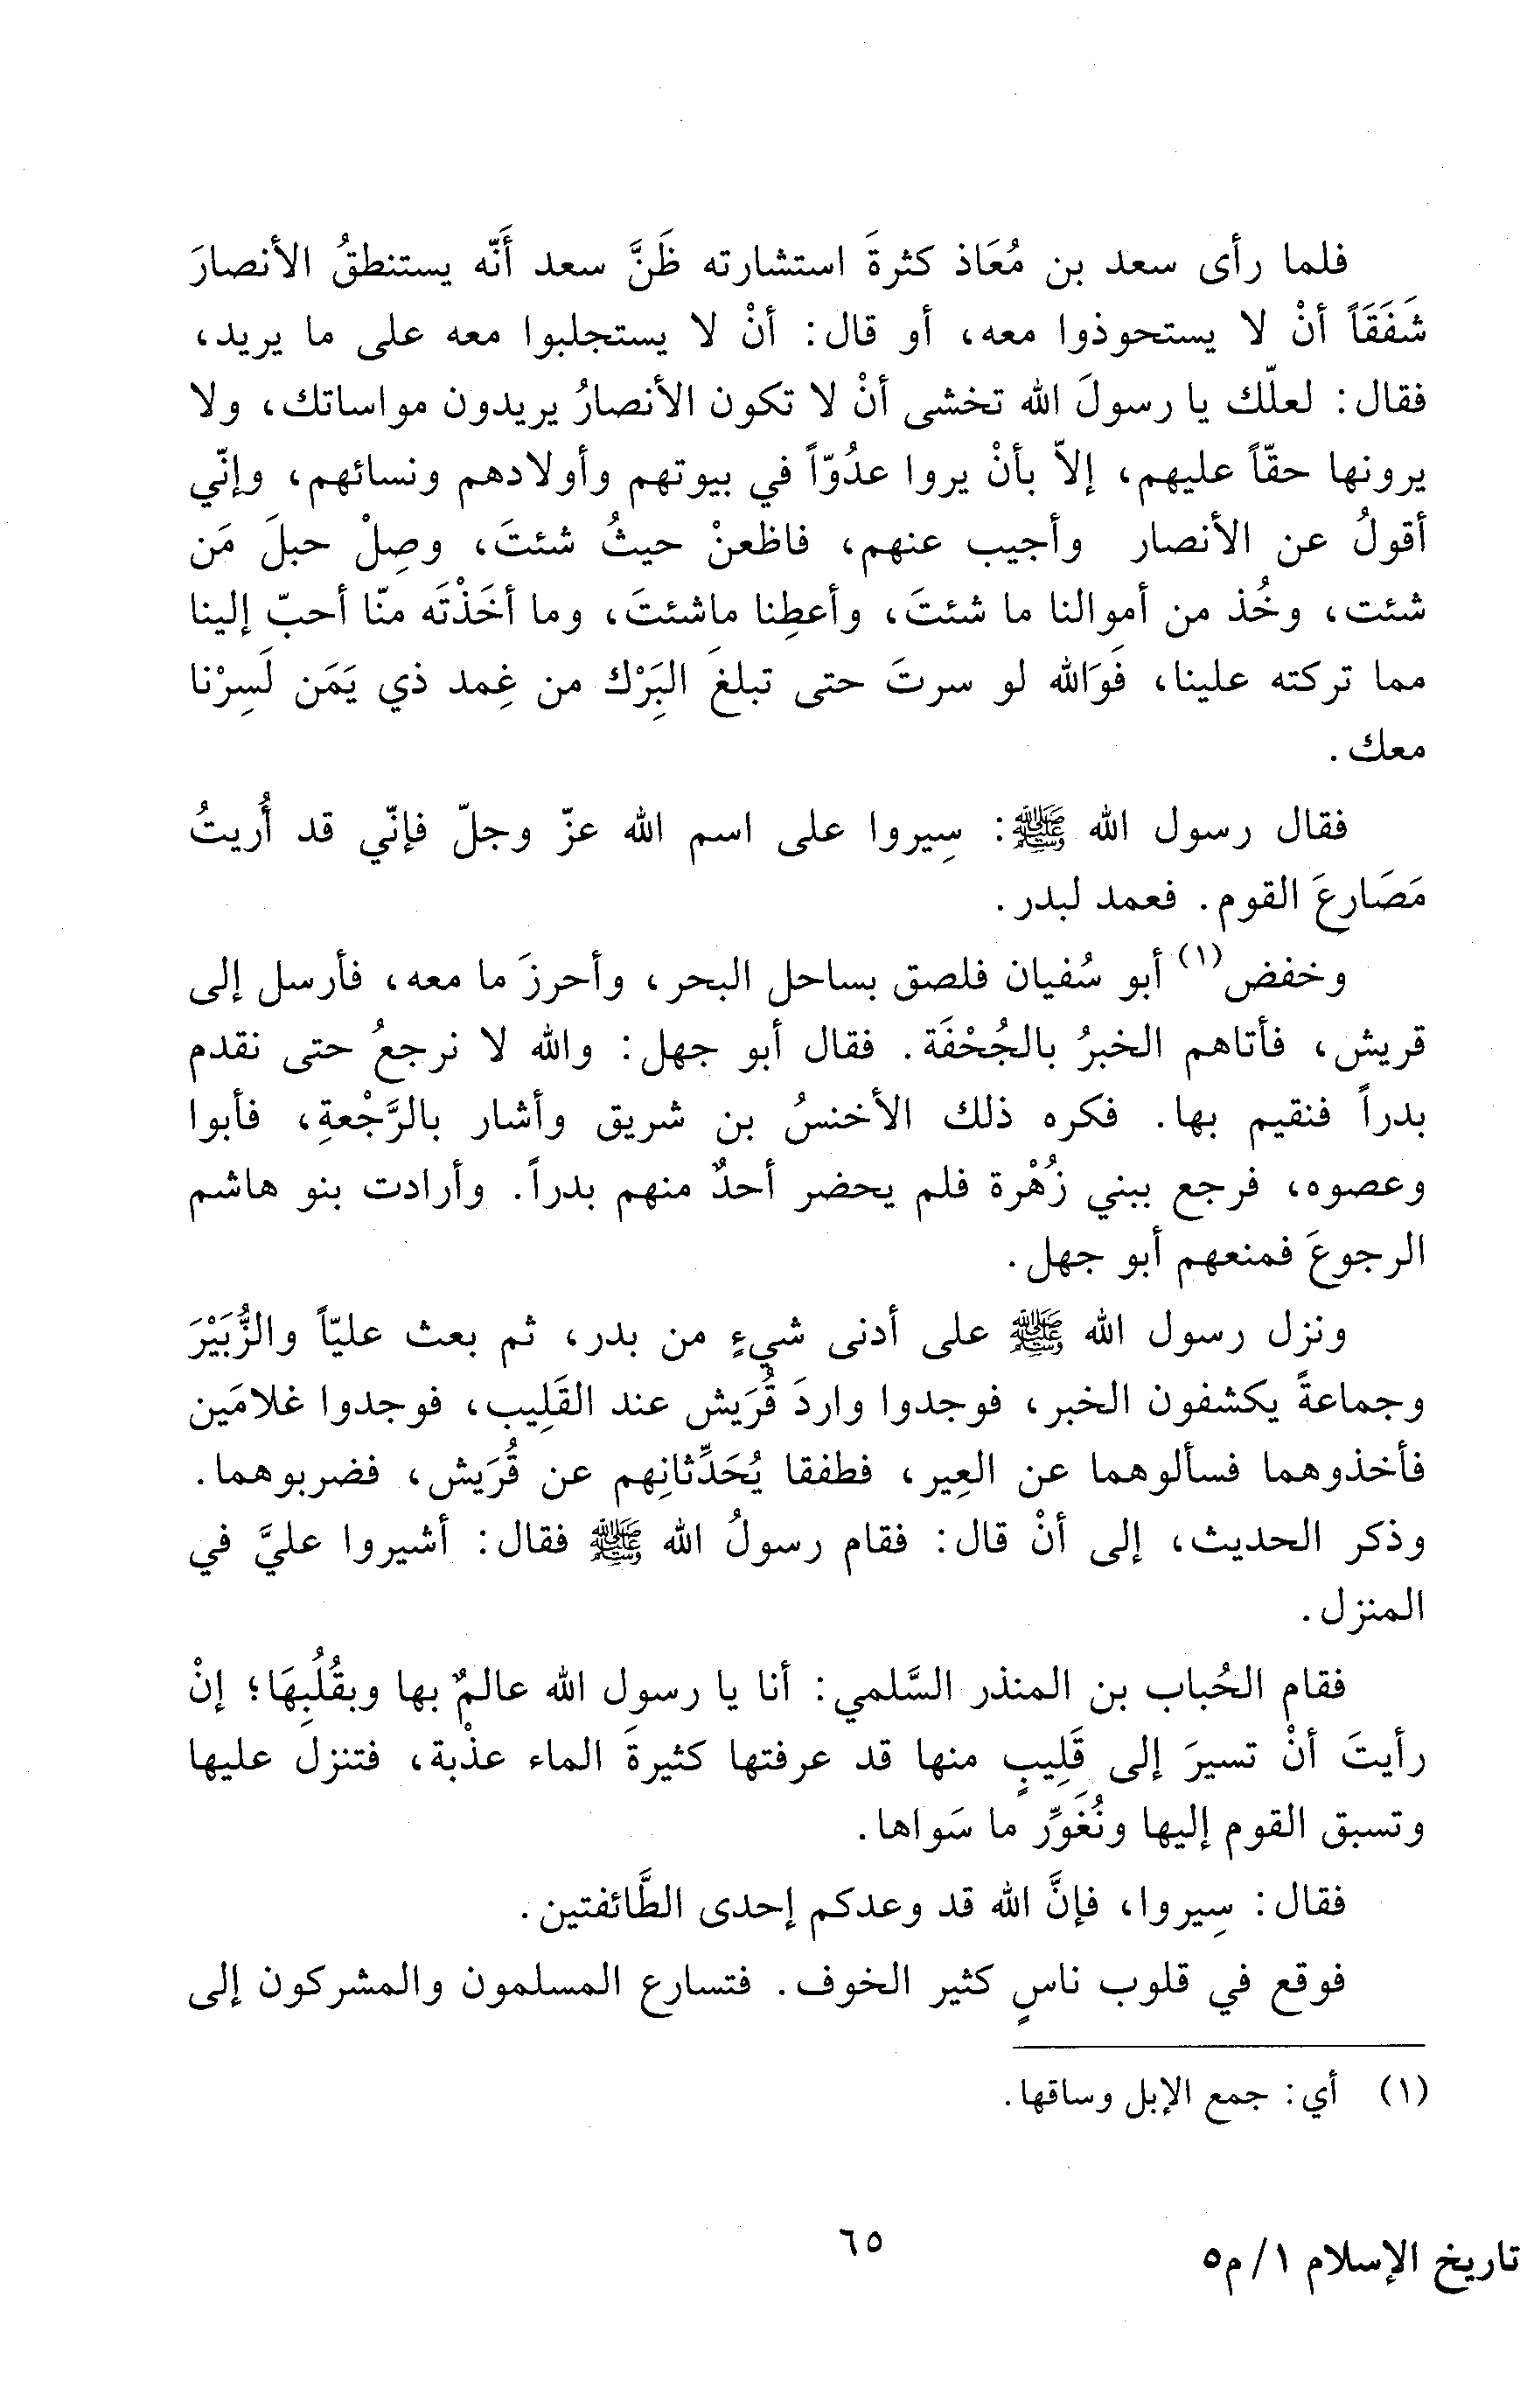 فلما رأى سعد بن مُعَاذ كثرةَ استشارته ظَنَّ سعد أَنّه يستنطقُ الأنصارَ
شَفَقَاً أنْ لا يستحوذوا معه، أو قال: أنْ لا يستجلبوا معه على ما يريد،
فقال: لعلّك يا رسولَ الله تخشى أنْ لا تكون الأنصارُ يريدون مواساتك، ولا
يرونها حقّاً عليهم، إلاّ بأنْ يروا عدُوّاً في بيوتهم وأولادهم ونسائهم، وإنّي
أقولُ عن الأنصار وأجيب عنهم، فاظعنْ حيثُ شئتَ، وصِلْ حبلَ مَن
شئت، وخُذ من أموالنا ما شئتَ، وأعطِنا ماشئتَ، وما أخَذْتَه منّا أحبّ إلينا
مما تركته علينا، فَوَالله لو سرتَ حتى تبلغَ البِرَْك من غِمد ذي يَمَن لَسِرْنا
معك.
فقال رسول الله ﷺ: سِيروا على اسم الله عزّ وجلّ فإنّي قد أُريتُ
مَصَارعَ القوم. فعمد لبدر.
وخفض(١) أبو سُفيان فلصق بساحل البحر، وأحرزَ ما معه، فأرسل إلى
قريش، فأتاهم الخبرُ بالجُحْفَة. فقال أبو جهل: والله لا نرجعُ حتى نقدم
بدراً فنقيم بها. فكره ذلك الأخنسُ بن شريق وأشار بالرَّجْعةِ، فأبوا
وعصوه، فرجع ببني زُهْرة فلم يحضر أحدٌ منهم بدراً. وأرادت بنو هاشم
الرجوعَ فمنعهم أبو جهل.
ونزل رسول الله ﷺ على أدنى شيءٍ من بدر، ثم بعث عليّاً والزُّبَيْرَ
وجماعةً يكشفون الخبر، فوجدوا واردَ قُرَيش عند القَلِيب، فوجدوا غلامَين
فأخذوهما فسألوهما عن العِير، فطفقا يُحَدِّثانِهم عن قُرَيش، فضربوهما.
وذكر الحديث، إلى أنْ قال: فقام رسولُ الله ﷺ فقال: أشيروا عليَّ في
المنزل.
فقام الحُباب بن المنذر السَّلمي: أنا يا رسول الله عالمٌ بها وبقُلُبِهَا؛ إنْ
رأيتَ أنْ تسيرَ إلى قَلِيبٍ منها قد عرفتها كثيرةَ الماء عذْبة، فتنزلَ عليها
وتسبق القوم إليها ونُغَوِّر ما سَواها.
فقال: سِيروا، فإنَّ الله قد وعدكم إحدى الطَّائفتين.
فوقع في قلوب ناسٍ كثير الخوف. فتسارع المسلمون والمشركون إلى
(١) أي: جمع الإبل وساقها.
٦٥
تاريخ الإسلام ١/م٥